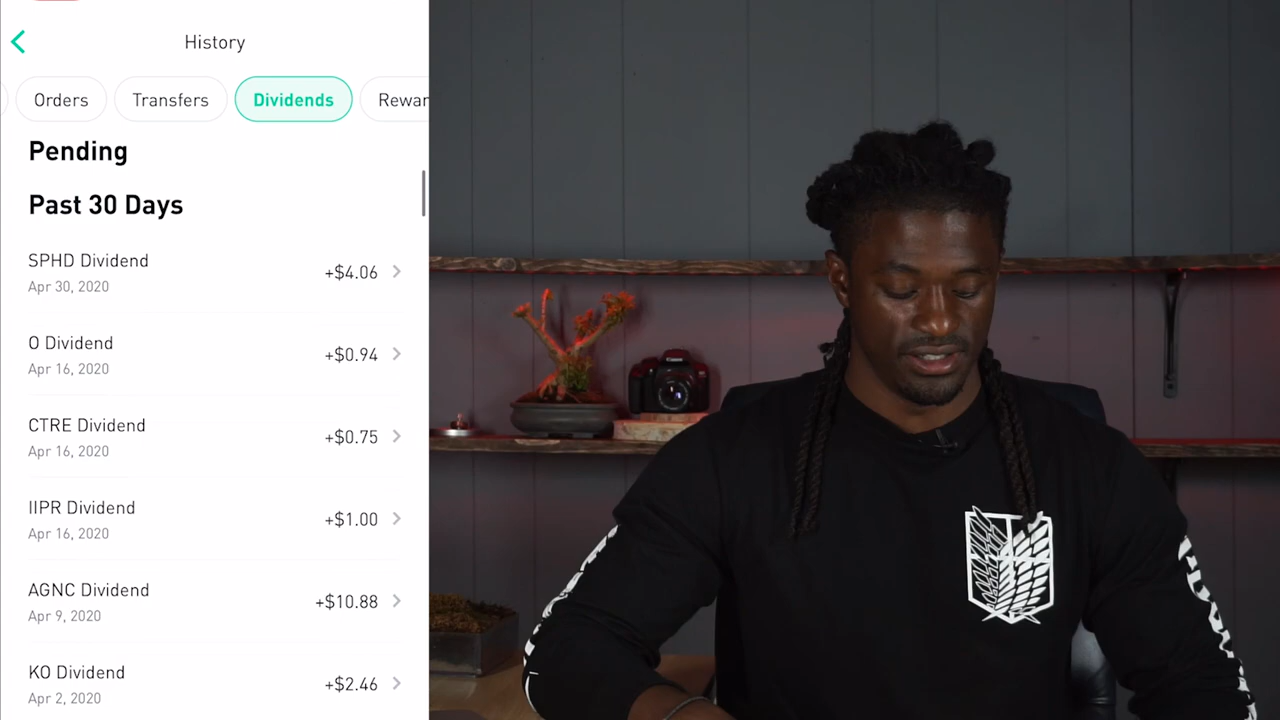 History
Orders
Transfers
Dividends
Rewar
Pending
Past 30 Days
SPHD Dividend
+$4.06
Apr 30, 2020
O Dividend
+$0.94
Apr 16, 2020
CTRE Dividend
+$0.75
Apr 16, 2020
IIPR Dividend
+$1.00
Apr 16, 2020
AGNC Dividend
+$10.88
Apr 9, 2020
KO Dividend
+$2.46
Apr 2, 2020
Canon